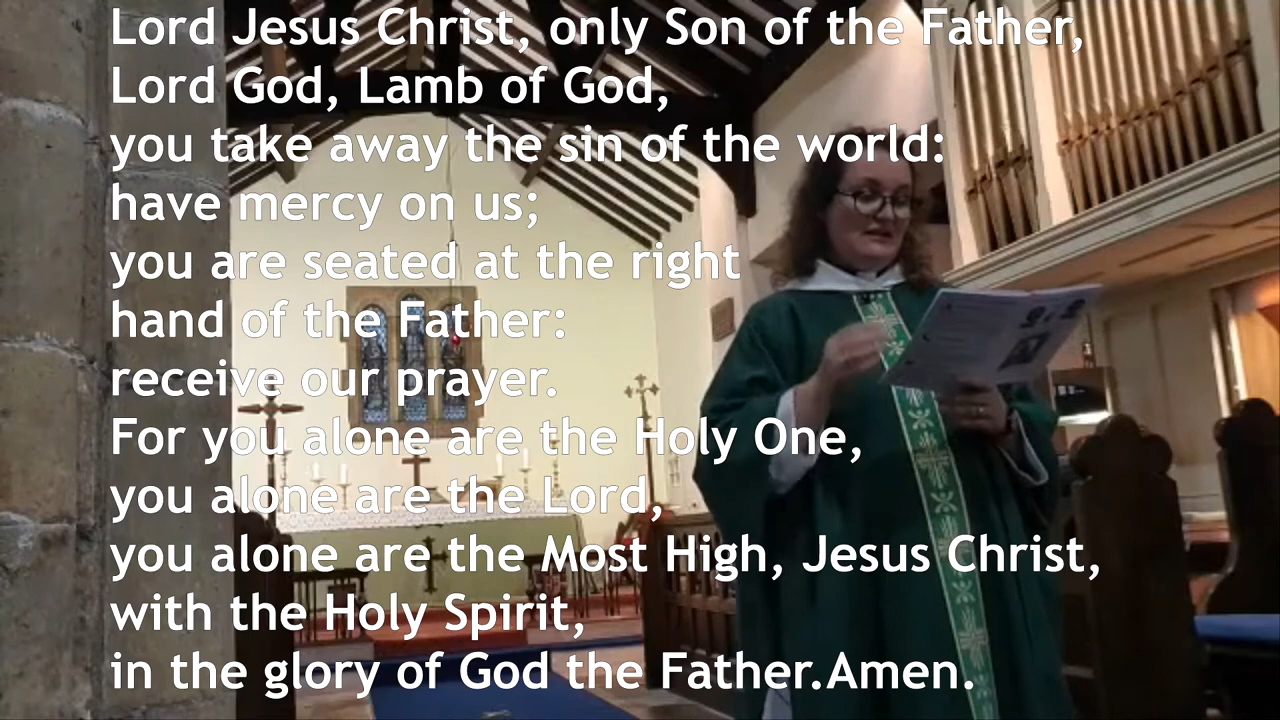 Lord Jesus Christ, only Son of the Father,
Lord God, Lamb of God,
you take away the sin of the world:
have mercy on us;
you are seated at the right
hand of the Father:
receive our prayer.
For you alone are the Holy One,
you alone are the Lord,
you alone are the Most High, Jesus Christ,
with the Holy Spirit,
in the glory of God the Father.Amen.